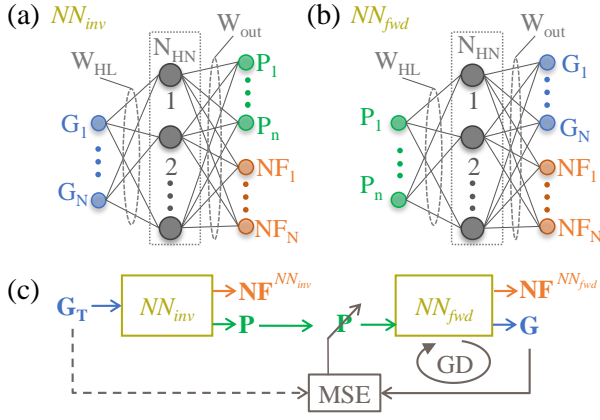 (a) NN_inv
W_HL N_HN W_out
1
2
G_1
G_N
P_1
P_n
NF_1
NF_N
(b) NN_fwd
W_HL N_HN W_out
1
2
P_1
P_n
G_1
G_N
NF_1
NF_N
(c)
G_T NN_inv NF^NN_inv P P NN_fwd NF^NN_fwd G
GD
MSE